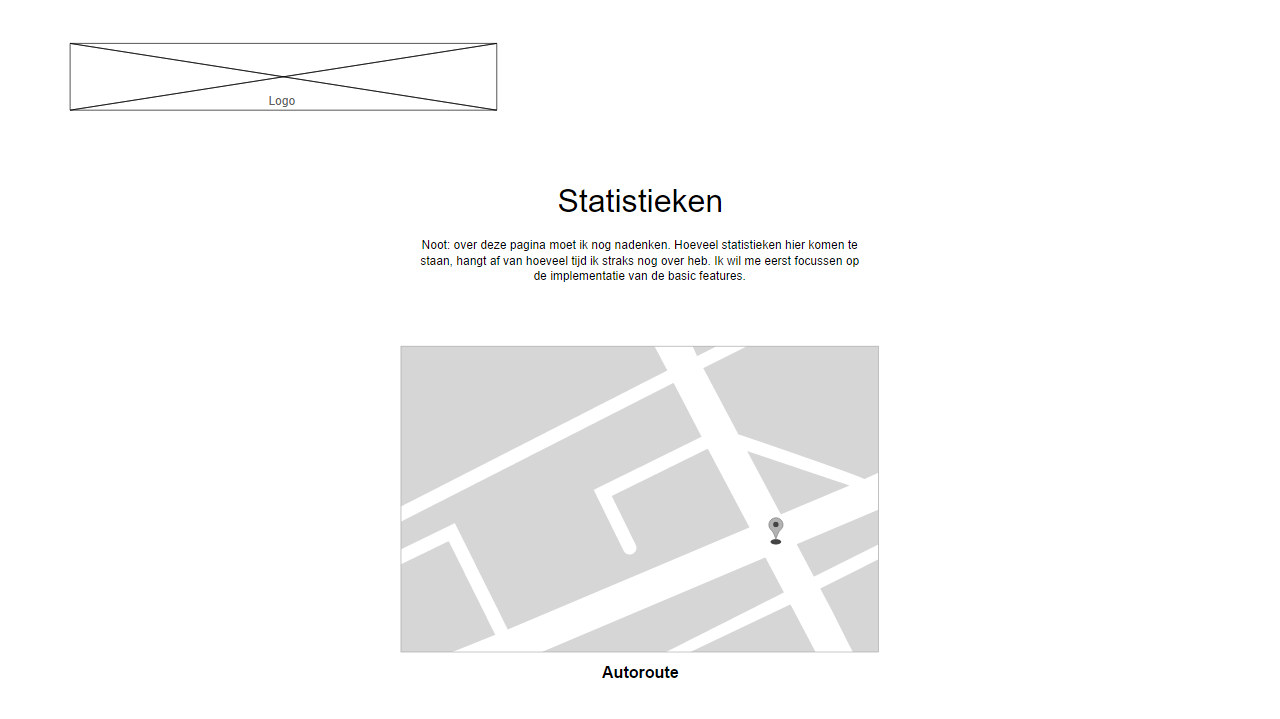 Logo
Statistieken
Noot: over deze pagina moet ik nog nadenken. Hoeveel statistieken hier komen te
staan, hangt af van hoeveel tijd ik straks nog over heb. Ik wil me eerst focussen op
de implementatie van de basic features.
Autoroute